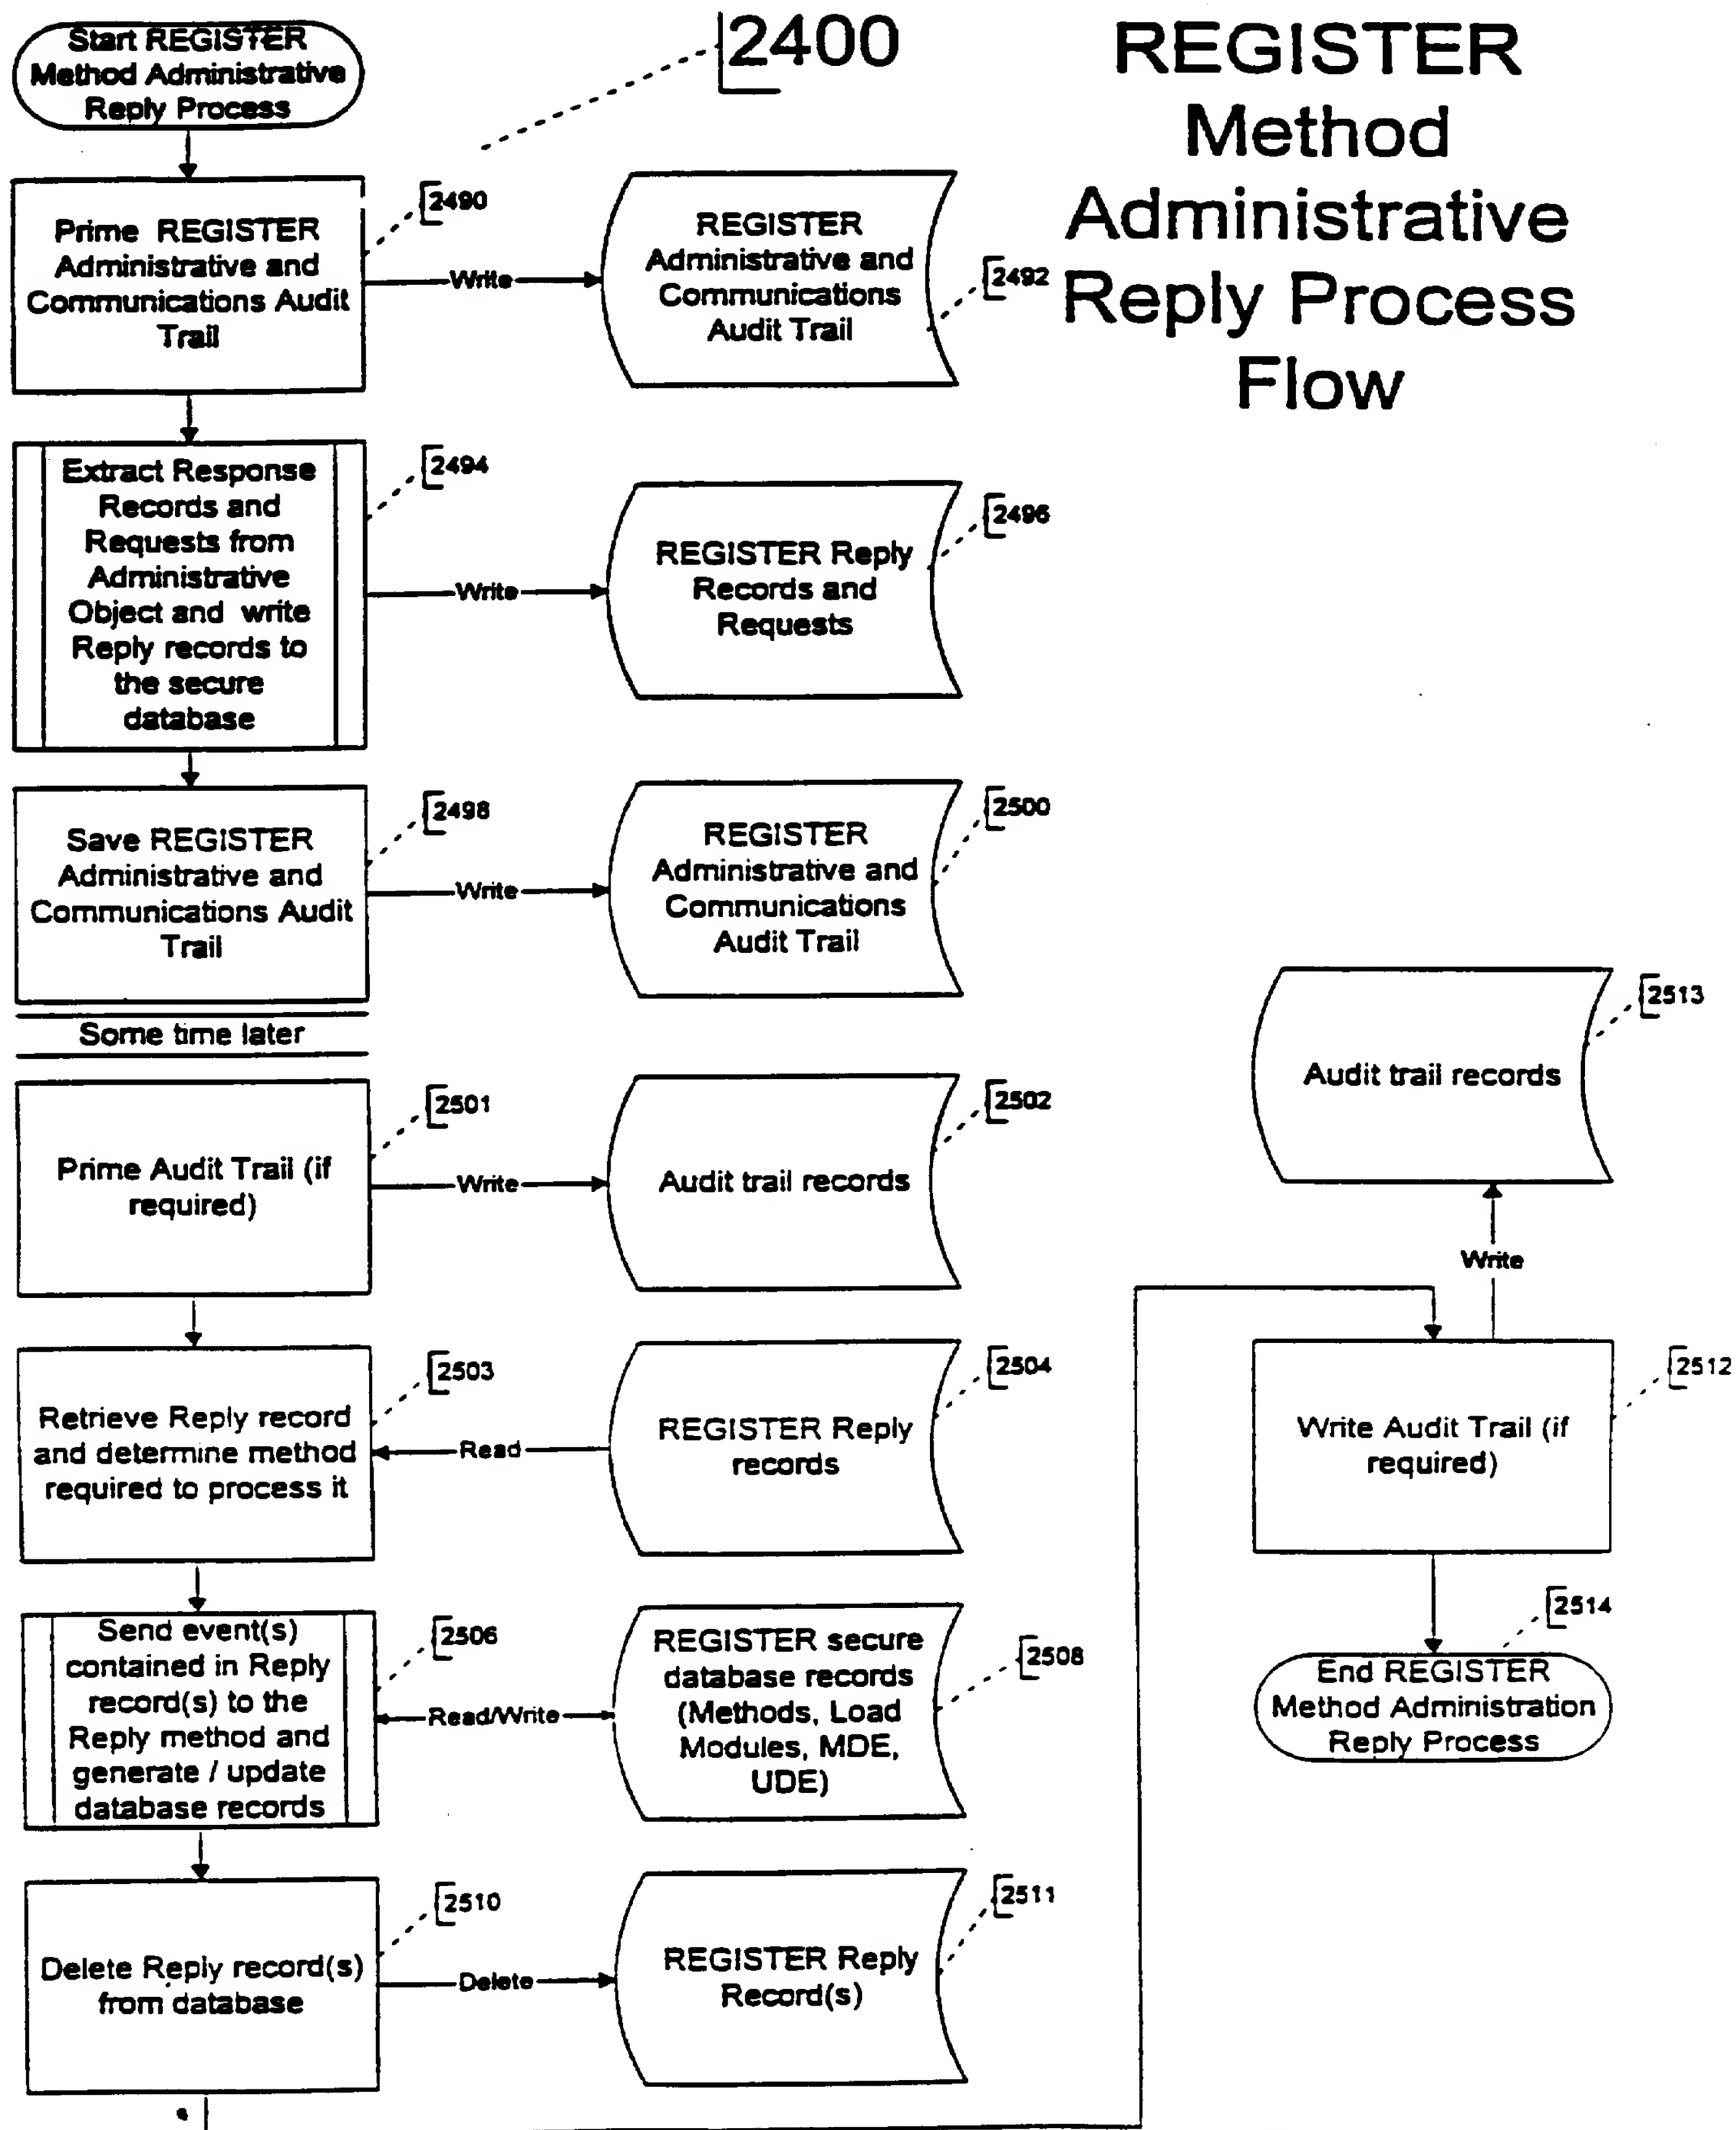 Start REGISTER
Method Administrative
Reply Process
2400
REGISTER
Method
Administrative
Reply Process
Flow
Prime REGISTER
Administrative and
Communications Audit
Trail
2490
Write
REGISTER
Administrative and
Communications
Audit Trail
2492
Extract Response
Records and
Requests from
Administrative
Object and write
Reply records to
the secure
database
2494
Write
REGISTER Reply
Records and
Requests
2496
Save REGISTER
Administrative and
Communications Audit
Trail
2498
Write
REGISTER
Administrative and
Communications
Audit Trail
2500
Some time later
Prime Audit Trail (if
required)
2501
Write
Audit trail records
2502
Retrieve Reply record
and determine method
required to process it
2503
Read
REGISTER Reply
records
2504
Send event(s)
contained in Reply
record(s) to the
Reply method and
generate / update
database records
2506
Read/Write
REGISTER secure
database records
(Methods, Load
Modules, MDE,
UDE)
2508
Delete Reply record(s)
from database
2510
Delete
REGISTER Reply
Record(s)
2511
Audit trail records
2513
Write
Write Audit Trail (if
required)
2512
2514
End REGISTER
Method Administration
Reply Process